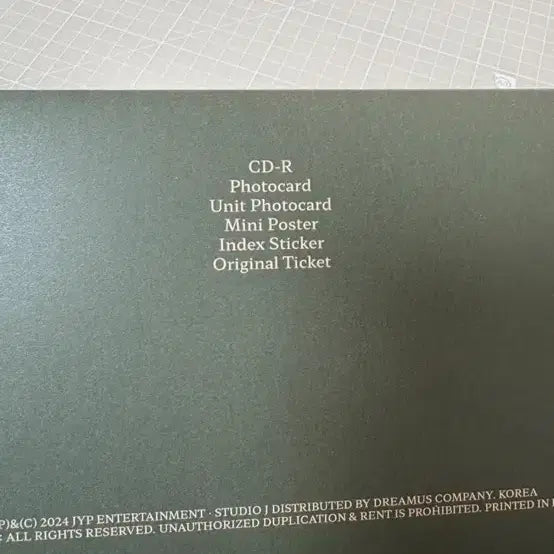 CD-R
Photocard
Unit Photocard
Mini Poster
Index Sticker
Original Ticket
P)&(C) 2024 JYP ENTERTAINMENT · STUDIO J DISTRIBUTED BY DREAMUS COMPANY. KOREA
: ALL RIGHTS RESERVED. UNAUTHORIZED DUPLICATION & RENT IS PROHIBITED. PRINTED IN